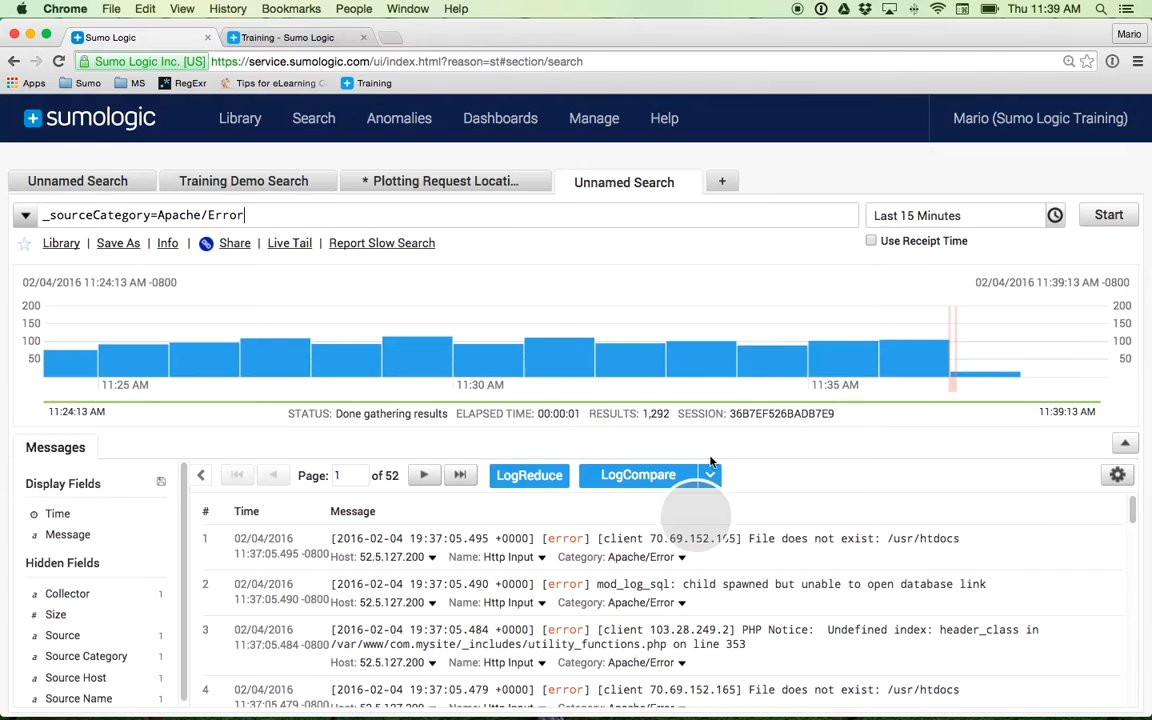 Chrome File Edit View History Bookmarks People Window Help Thu 11:39 AM
Sumo Logic × Training - Sumo Logic × Mario
Sumo Logic Inc. [US] https://service.sumologic.com/ui/index.html?reason=st#section/search
Apps Sumo MS RegExr Tips for eLearning C Training
sumologic Library Search Anomalies Dashboards Manage Help Mario (Sumo Logic Training)
Unnamed Search Training Demo Search * Plotting Request Locati... Unnamed Search +
_sourceCategory=Apache/Error Last 15 Minutes Start
Library | Save As | Info | Share | Live Tail | Report Slow Search Use Receipt Time
02/04/2016 11:24:13 AM -0800 02/04/2016 11:39:13 AM -0800
200 200
150 150
100 100
50 50
11:25 AM 11:30 AM 11:35 AM
11:24:13 AM STATUS: Done gathering results ELAPSED TIME: 00:00:01 RESULTS: 1,292 SESSION: 36B7EF526BADB7E9 11:39:13 AM
Messages
Display Fields Page: 1 of 52 LogReduce LogCompare
# Time Message
a Time
a Message
Hidden Fields
a Collector 1
# Size
a Source 1
a Source Category 1
a Source Host 1
a Source Name 1
1 02/04/2016 [2016-02-04 19:37:05.495 +0000] [error] [client 70.69.152.165] File does not exist: /usr/htdocs
11:37:05.495 -0800 Host: 52.5.127.200 Name: Http Input Category: Apache/Error
2 02/04/2016 [2016-02-04 19:37:05.490 +0000] [error] mod_log_sql: child spawned but unable to open database link
11:37:05.490 -0800 Host: 52.5.127.200 Name: Http Input Category: Apache/Error
3 02/04/2016 [2016-02-04 19:37:05.484 +0000] [error] [client 103.28.249.2] PHP Notice: Undefined index: header_class in
11:37:05.484 -0800 /var/www/com.mysite/_includes/utility_functions.php on line 353
Host: 52.5.127.200 Name: Http Input Category: Apache/Error
4 02/04/2016 [2016-02-04 19:37:05.479 +0000] [error] [client 70.69.152.165] File does not exist: /usr/htdocs
11:37:05.479 -0800 Host: 52.5.127.200 Name: Http Input Category: Apache/Error